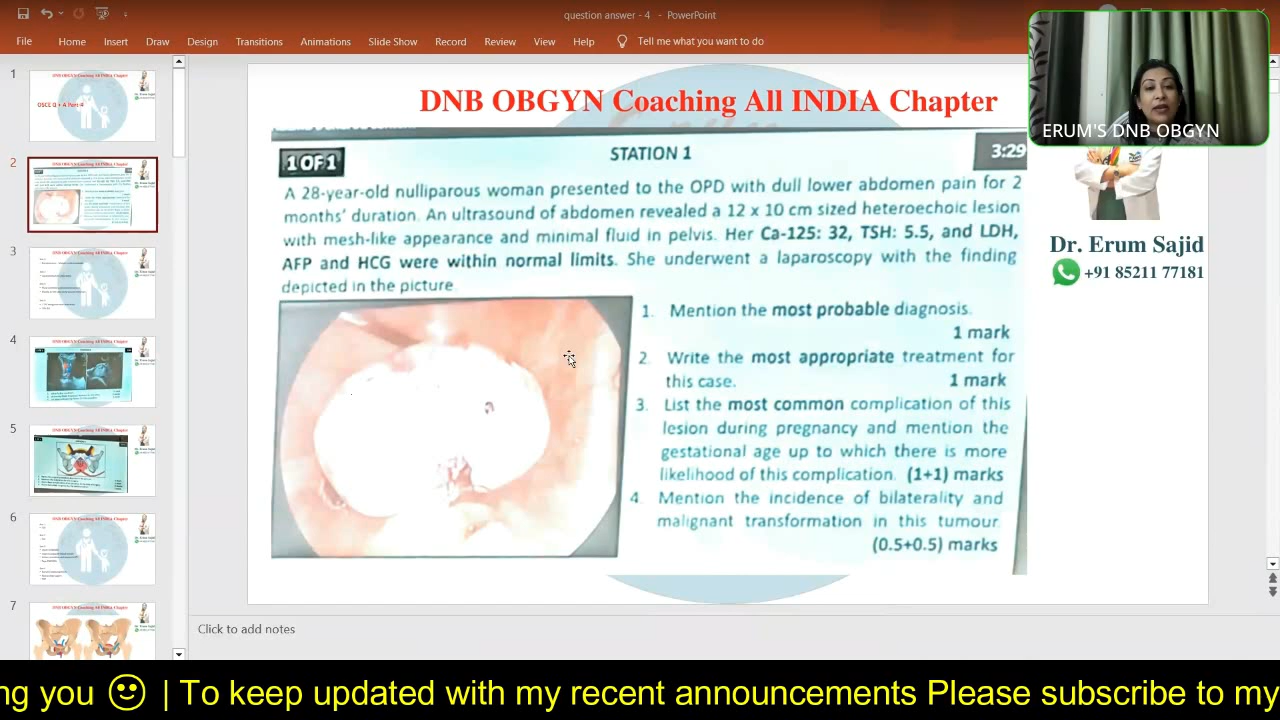 question answer - 4 - PowerPoint
File Home Insert Draw Design Transitions Animations Slide Show Record Review View Help Tell me what you want to do
ERUM'S DNB OBGYN
1
2
3
4
5
6
7
DNB OBGYN Coaching All INDIA Chapter
1 OF 1
STATION 1
3:29
A 28-year-old nulliparous woman presented to the OPD with dull lower abdomen pain for 2
months' duration. An ultrasound of abdomen revealed a 12 x 10 cm sized heteroechoic lesion
with mesh-like appearance and minimal fluid in pelvis. Her Ca-125: 32, TSH: 5.5, and LDH,
AFP and HCG were within normal limits. She underwent a laparoscopy with the finding
depicted in the picture.
1. Mention the most probable diagnosis.
1 mark
2. Write the most appropriate treatment for
this case. 1 mark
3. List the most common complication of this
lesion during pregnancy and mention the
gestational age up to which there is more
likelihood of this complication. (1+1) marks
4. Mention the incidence of bilaterality and
malignant transformation in this tumour
(0.5+0.5) marks
Dr. Erum Sajid
+91 85211 77181
Click to add notes
ng you | To keep updated with my recent announcements Please subscribe to my